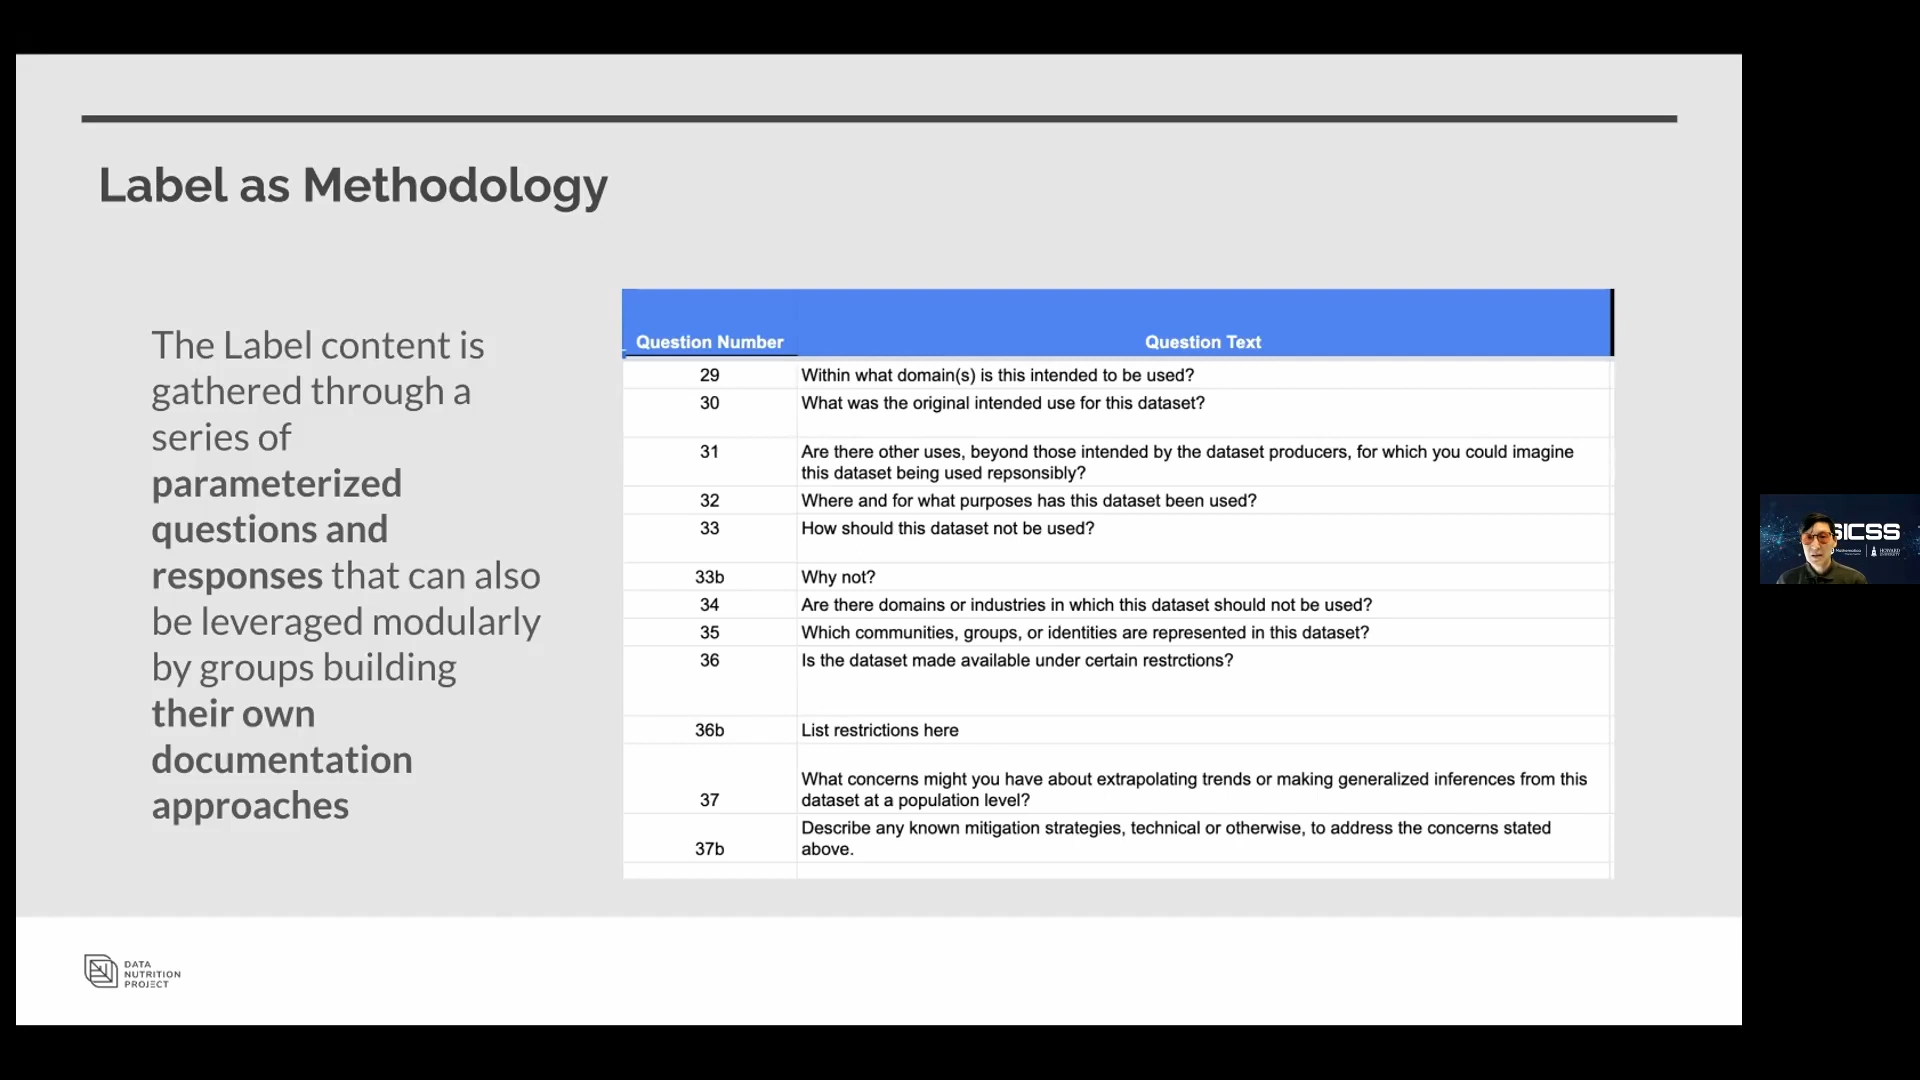 Label as Methodology
The Label content is
gathered through a
series of
parameterized
questions and
responses that can also
be leveraged modularly
by groups building
their own
documentation
approaches
Question Number Question Text
29 Within what domain(s) is this intended to be used?
30 What was the original intended use for this dataset?
31 Are there other uses, beyond those intended by the dataset producers, for which you could imagine
this dataset being used repsonsibly?
32 Where and for what purposes has this dataset been used?
33 How should this dataset not be used?
33b Why not?
34 Are there domains or industries in which this dataset should not be used?
35 Which communities, groups, or identities are represented in this dataset?
36 Is the dataset made available under certain restrctions?
36b List restrictions here
What concerns might you have about extrapolating trends or making generalized inferences from this
37 dataset at a population level?
Describe any known mitigation strategies, technical or otherwise, to address the concerns stated
37b above.
DATA
NUTRITION
PROJECT
SICSS
Mathematica
HOWARD
UNIVERSITY